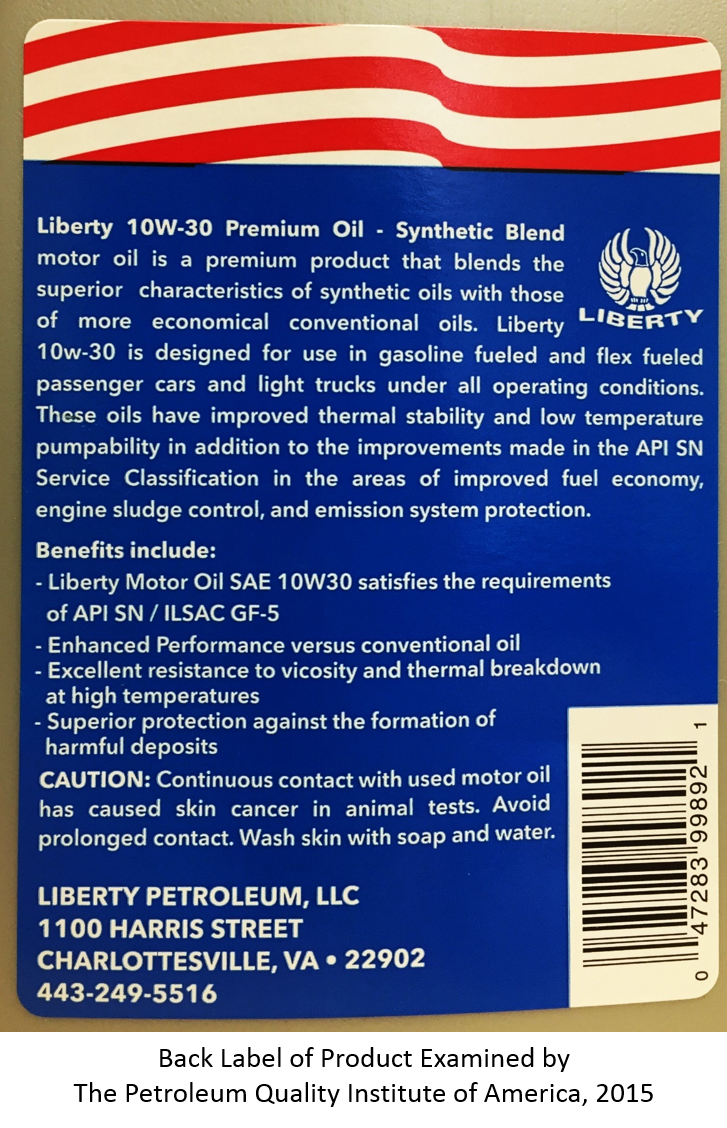 Liberty 10W-30 Premium Oil - Synthetic Blend
motor oil is a premium product that blends the
superior characteristics of synthetic oils with those
of more economical conventional oils. Liberty
LIBERTY
10w-30 is designed for use in gasoline fueled and flex fueled
passenger cars and light trucks under all operating conditions.
These oils have improved thermal stability and low temperature
pumpability in addition to the improvements made in the API SN
Service Classification in the areas of improved fuel economy,
engine sludge control, and emission system protection.
Benefits include:
- Liberty Motor Oil SAE 10W30 satisfies the requirements
of API SN / ILSAC GF-5
- Enhanced Performance versus conventional oil
- Excellent resistance to vicosity and thermal breakdown
at high temperatures
- Superior protection against the formation of
harmful deposits
CAUTION: Continuous contact with used motor oil
has caused skin cancer in animal tests. Avoid
prolonged contact. Wash skin with soap and water.
LIBERTY PETROLEUM, LLC
1100 HARRIS STREET
CHARLOTTESVILLE, VA • 22902
443-249-5516
0 47283 99892 1
Back Label of Product Examined by
The Petroleum Quality Institute of America, 2015